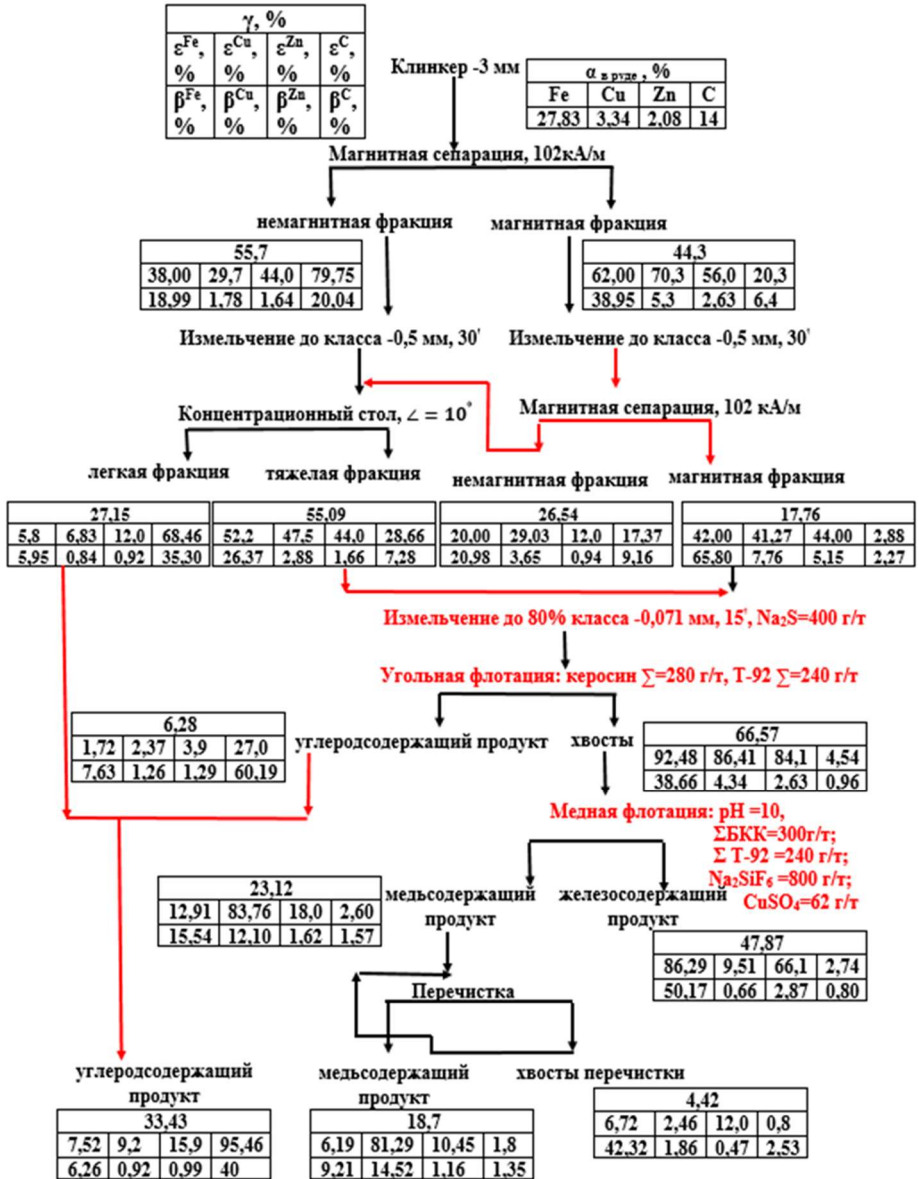 γ, %
εFe, % εCu, % εZn, % εC, %
βFe, % βCu, % βZn, % βC, %
Клинкер -3 мм
α в руде , %
Fe Cu Zn C
27,83 3,34 2,08 14
Магнитная сепарация, 102кА/м
немагнитная фракция магнитная фракция
55,7
38,00 29,7 44,0 79,75
18,99 1,78 1,64 20,04
44,3
62,00 70,3 56,0 20,3
38,95 5,3 2,63 6,4
Измельчение до класса -0,5 мм, 30' Измельчение до класса -0,5 мм, 30'
Концентрационный стол, ∠ = 10° Магнитная сепарация, 102 кА/м
легкая фракция тяжелая фракция немагнитная фракция магнитная фракция
27,15 55,09 26,54 17,76
5,8 6,83 12,0 68,46 52,2 47,5 44,0 28,66 20,00 29,03 12,0 17,37 42,00 41,27 44,00 2,88
5,95 0,84 0,92 35,30 26,37 2,88 1,66 7,28 20,98 3,65 0,94 9,16 65,80 7,76 5,15 2,27
Измельчение до 80% класса -0,071 мм, 15', Na₂S=400 г/т
Угольная флотация: керосин ∑=280 г/т, Т-92 ∑=240 г/т
6,28
1,72 2,37 3,9 27,0
7,63 1,26 1,29 60,19
углеродсодержащий продукт хвосты
66,57
92,48 86,41 84,1 4,54
38,66 4,34 2,63 0,96
Медная флотация: pH =10,
ΣБКК=300г/т;
Σ Т-92 =240 г/т;
Na₂SiF₆ =800 г/т;
CuSO₄=62 г/т
23,12
12,91 83,76 18,0 2,60
15,54 12,10 1,62 1,57
медьсодержащий
продукт
железосодержащий
продукт
47,87
86,29 9,51 66,1 2,74
50,17 0,66 2,87 0,80
Перечистка
углеродсодержащий
продукт
33,43
7,52 9,2 15,9 95,46
6,26 0,92 0,99 40
медьсодержащий
продукт
18,7
6,19 81,29 10,45 1,8
9,21 14,52 1,16 1,35
хвосты перечистки
4,42
6,72 2,46 12,0 0,8
42,32 1,86 0,47 2,53